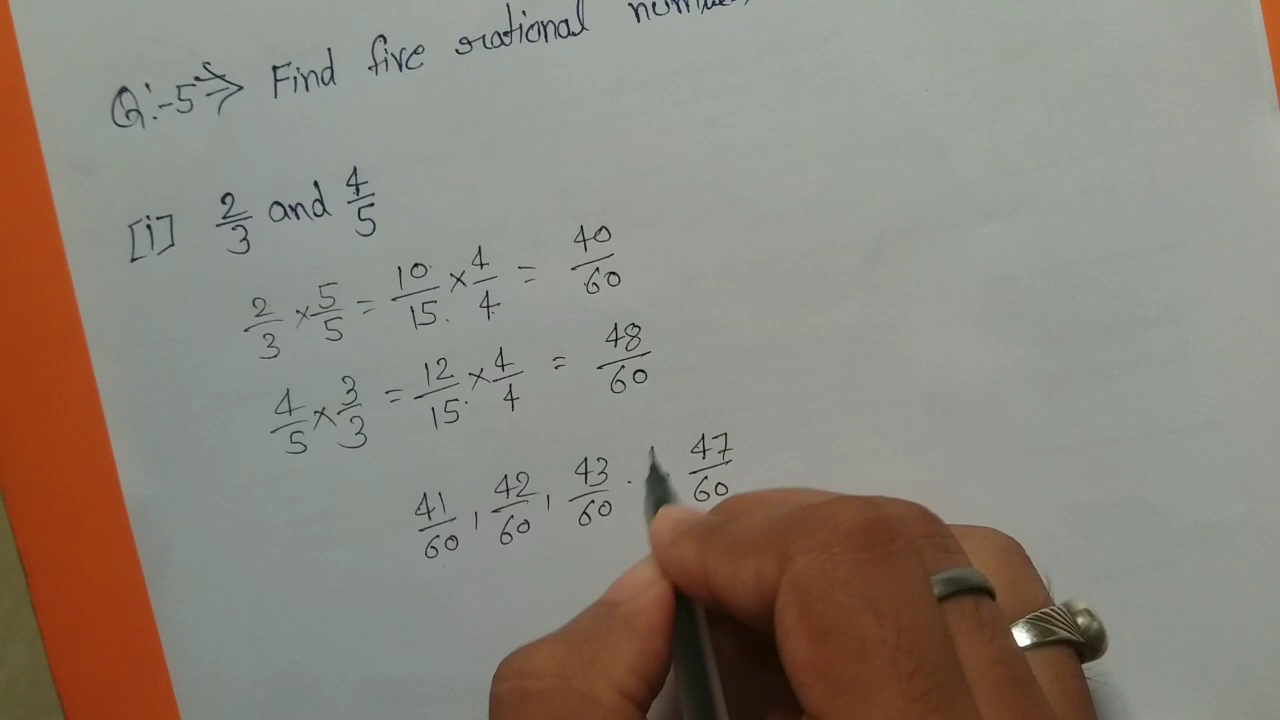 Q:-5⇒ Find five rational
[i] 2/3 and 4/5
2/3 × 5/5 = 10/15 × 4/4 = 40/60
4/5 × 3/3 = 12/15 × 4/4 = 48/60
41/60, 42/60, 43/60 . . 47/60